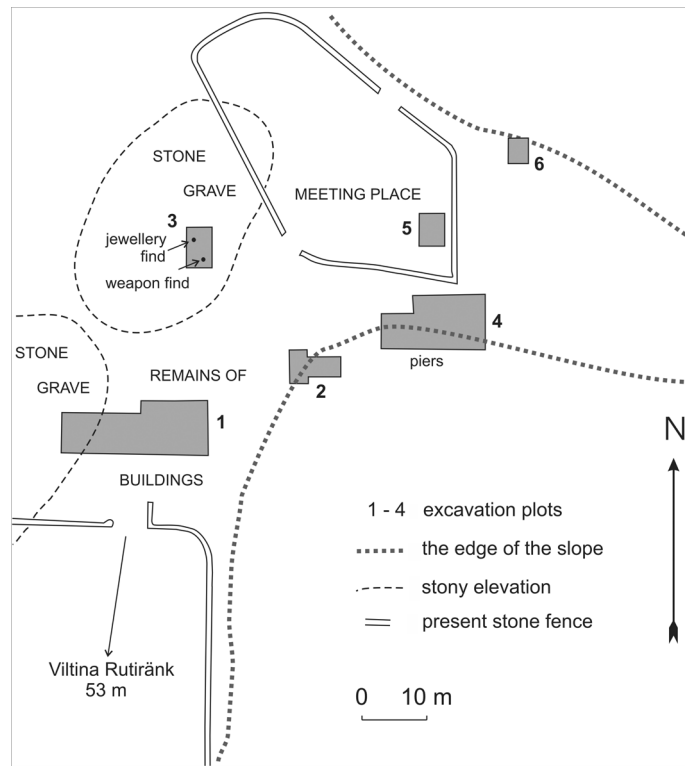 STONE
GRAVE
MEETING PLACE
6
3
5
jewellery
find
weapon find
4
piers
STONE
GRAVE
REMAINS OF
2
1
BUILDINGS
N
1 - 4 excavation plots
the edge of the slope
stony elevation
present stone fence
Viltina Rutiränk
53 m
0 10 m